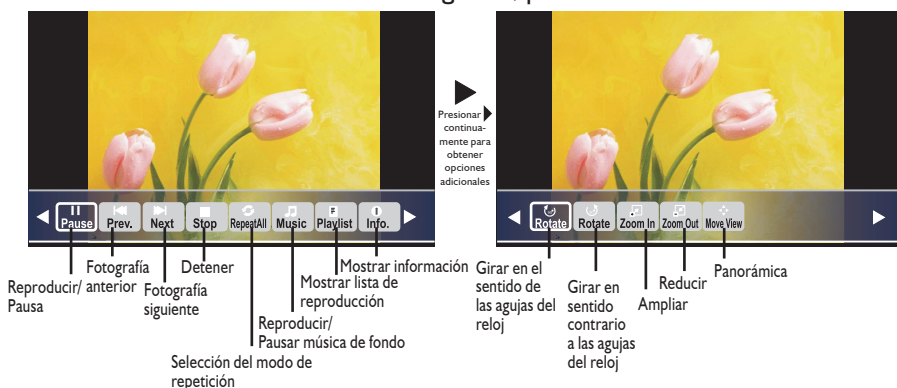 Pause
Prev.
Next
Stop
RepeatAll
Music
Playlist
Info.
Reproducir/
Pausa
Fotografía
anterior
Fotografía
siguiente
Detener
Selección del modo de
repetición
Reproducir/
Pausar música de fondo
Mostrar lista de
reproducción
Mostrar información
Presionar
continua-
mente para
obtener
opciones
adicionales
Rotate
Rotate
Zoom In
Zoom Out
Move View
Girar en el
sentido de
las agujas del
reloj
Girar en
sentido
contrario
a las agujas
del reloj
Ampliar
Reducir
Panorámica